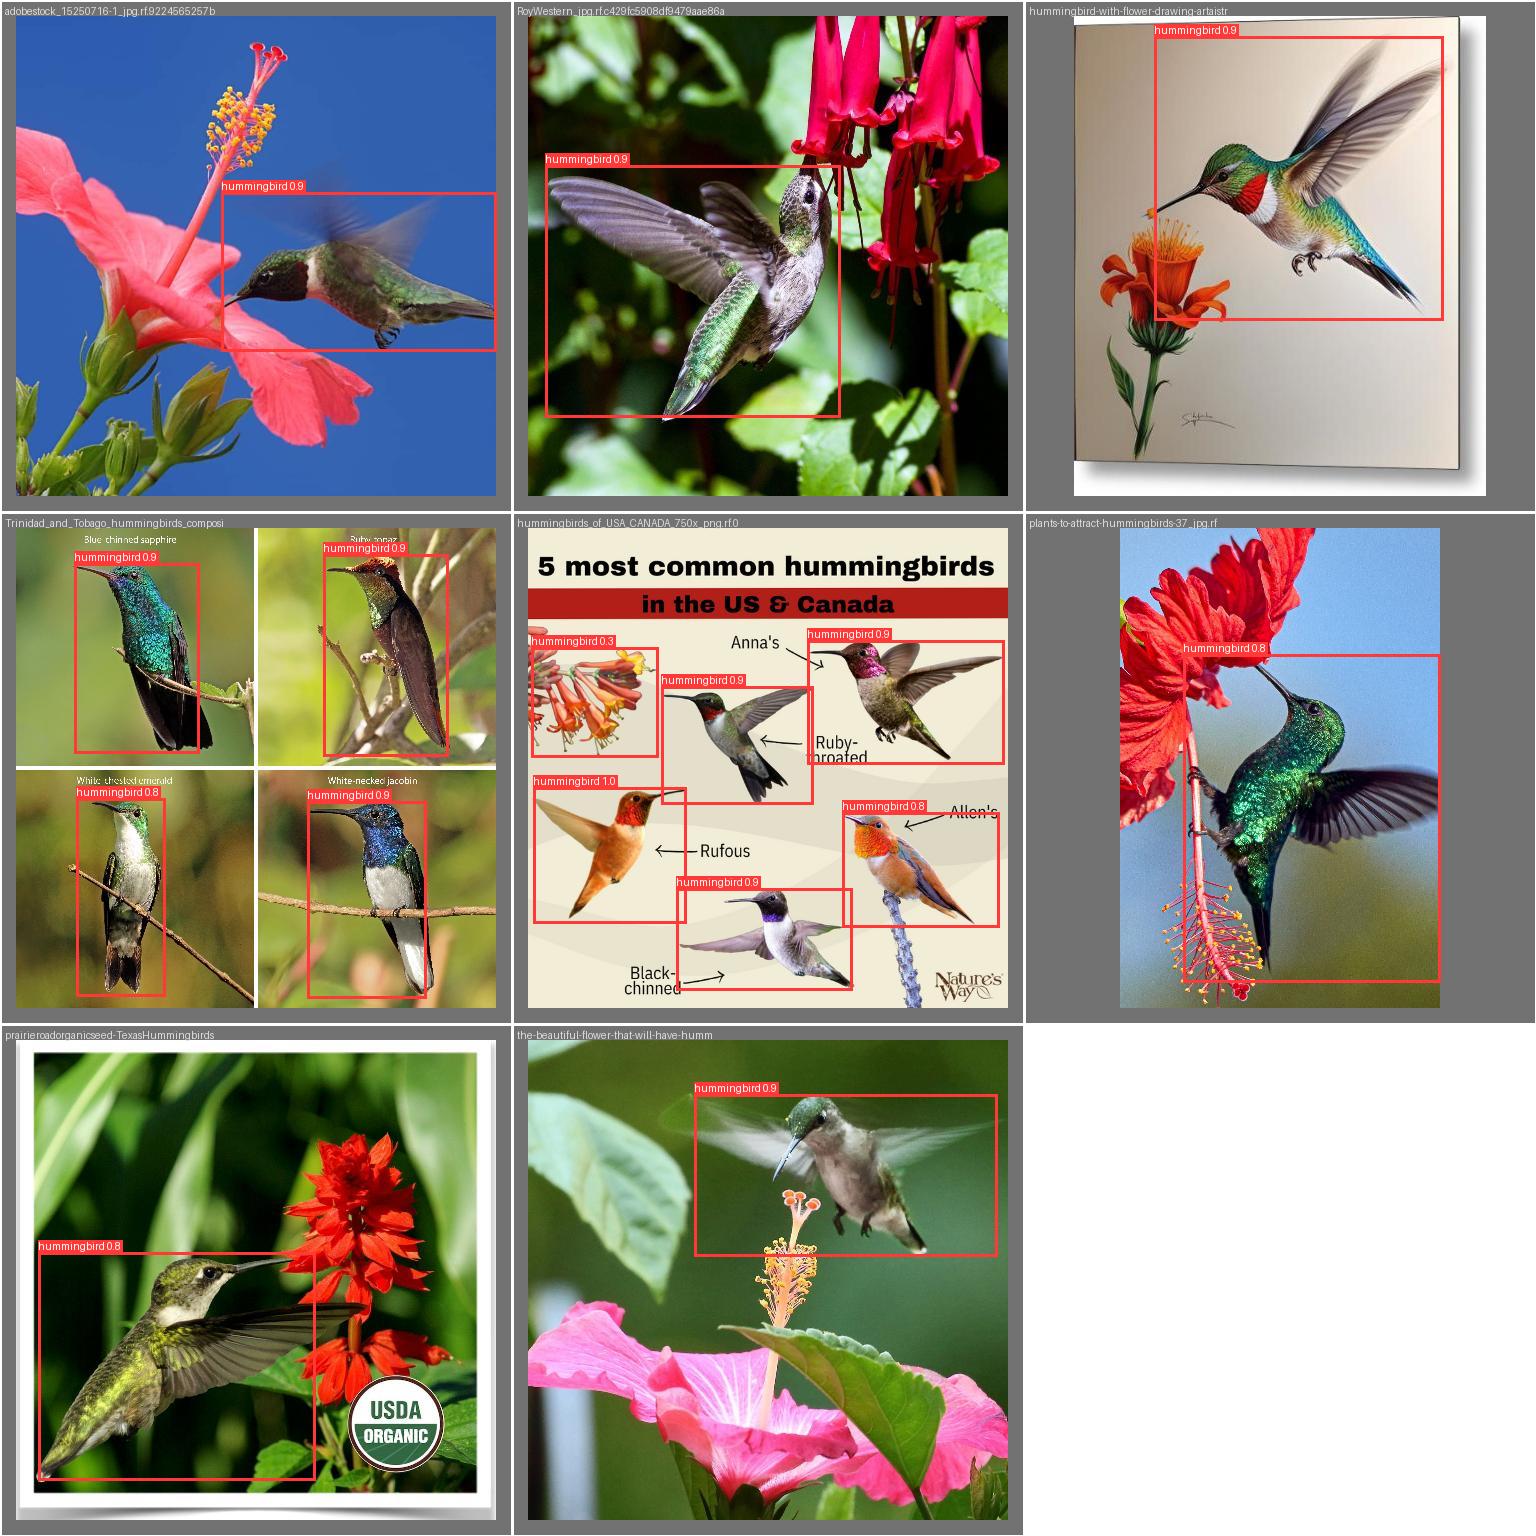 adobestock_15250716-1_jpg.rf.9224565257b
hummingbird 0.9
RoyWestern_jpg.rf.c429fc5908df9479aae86a
hummingbird 0.9
hummingbird-with-flower-drawing-artaistr
hummingbird 0.9
Trinidad_and_Tobago_hummingbirds_composi
Blue-chinned sapphire
hummingbird 0.9
Ruby topaz
hummingbird 0.9
White-chested emerald
hummingbird 0.8
White-necked jacobin
hummingbird 0.9
hummingbirds_of_USA_CANADA_750x_png.rf.0
5 most common hummingbirds
in the US & Canada
hummingbird 0.3
Anna's
hummingbird 0.9
hummingbird 0.9
Ruby-
throated
hummingbird 1.0
Rufous
hummingbird 0.8
Allen's
hummingbird 0.9
Black-
chinned
Nature's
Way
plants-to-attract-hummingbirds-37_jpg.rf
hummingbird 0.8
prairieroadorganicseed-TexasHummingbirds
hummingbird 0.8
USDA
ORGANIC
the-beautiful-flower-that-will-have-humm
hummingbird 0.9